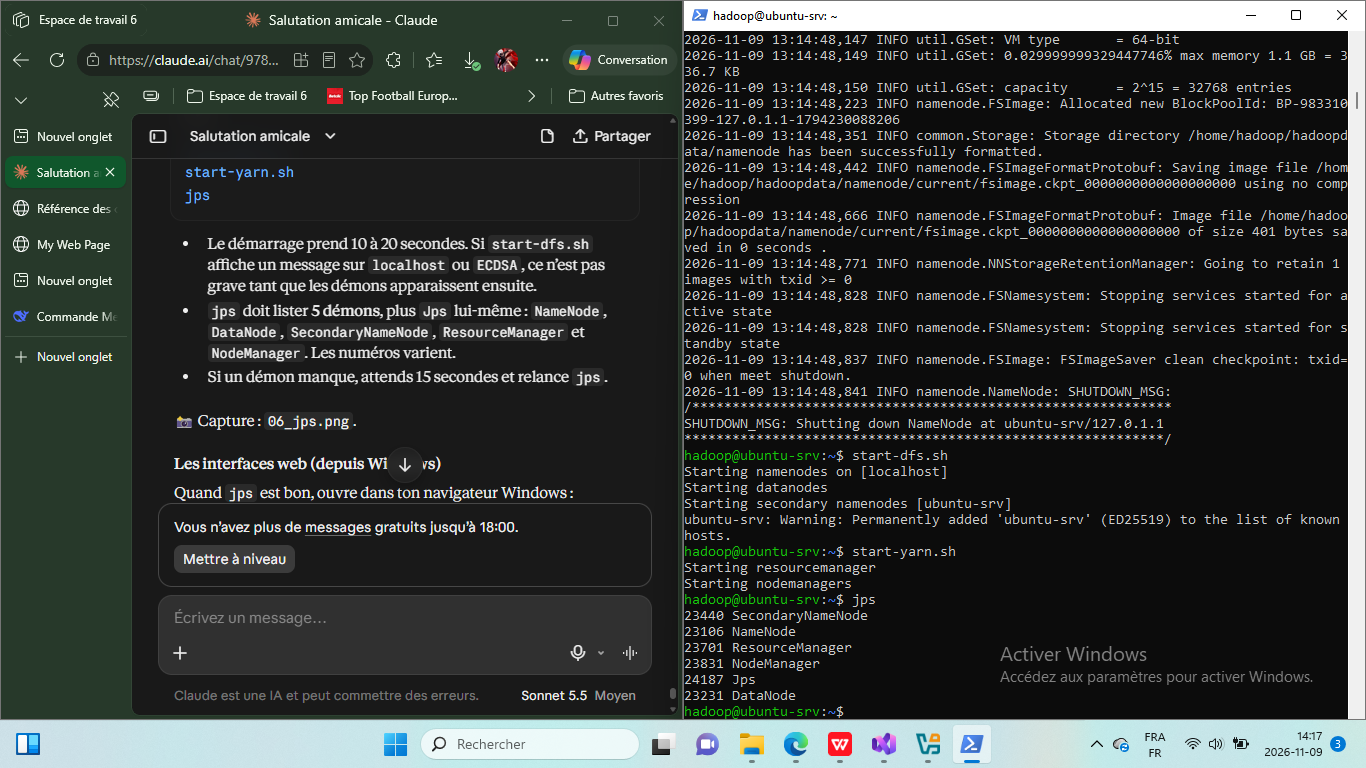 Espace de travail 6
Salutation amicale - Claude
https://claude.ai/chat/978...
Conversation
Espace de travail 6
Top Football Europ...
Autres favoris
Nouvel onglet
Salutation a
Référence des
My Web Page
Nouvel onglet
Commande Me
Nouvel onglet
Salutation amicale
Partager
start-yarn.sh
jps
• Le démarrage prend 10 à 20 secondes. Si start-dfs.sh
affiche un message sur localhost ou ECDSA, ce n'est pas
grave tant que les démons apparaissent ensuite.
• jps doit lister 5 démons, plus Jps lui-même : NameNode,
DataNode, SecondaryNameNode, ResourceManager et
NodeManager. Les numéros varient.
• Si un démon manque, attends 15 secondes et relance jps.
Capture : 06_jps.png.
Les interfaces web (depuis Wi s)
Quand jps est bon, ouvre dans ton navigateur Windows :
Vous n'avez plus de messages gratuits jusqu'à 18:00.
Mettre à niveau
Écrivez un message...
Claude est une IA et peut commettre des erreurs.
Sonnet 5.5 Moyen
hadoop@ubuntu-srv: ~
2026-11-09 13:14:48,147 INFO util.GSet: VM type       = 64-bit
2026-11-09 13:14:48,149 INFO util.GSet: 0.029999999329447746% max memory 1.1 GB = 3
36.7 KB
2026-11-09 13:14:48,150 INFO util.GSet: capacity      = 2^15 = 32768 entries
2026-11-09 13:14:48,223 INFO namenode.FSImage: Allocated new BlockPoolId: BP-983310
399-127.0.1.1-1794230088206
2026-11-09 13:14:48,351 INFO common.Storage: Storage directory /home/hadoop/hadoopd
ata/namenode has been successfully formatted.
2026-11-09 13:14:48,442 INFO namenode.FSImageFormatProtobuf: Saving image file /hom
e/hadoop/hadoopdata/namenode/current/fsimage.ckpt_0000000000000000000 using no comp
ression
2026-11-09 13:14:48,666 INFO namenode.FSImageFormatProtobuf: Image file /home/hadoo
p/hadoopdata/namenode/current/fsimage.ckpt_0000000000000000000 of size 401 bytes sa
ved in 0 seconds .
2026-11-09 13:14:48,771 INFO namenode.NNStorageRetentionManager: Going to retain 1
images with txid >= 0
2026-11-09 13:14:48,828 INFO namenode.FSNamesystem: Stopping services started for a
ctive state
2026-11-09 13:14:48,828 INFO namenode.FSNamesystem: Stopping services started for s
tandby state
2026-11-09 13:14:48,837 INFO namenode.FSImage: FSImageSaver clean checkpoint: txid=
0 when meet shutdown.
2026-11-09 13:14:48,841 INFO namenode.NameNode: SHUTDOWN_MSG:
/************************************************************
SHUTDOWN_MSG: Shutting down NameNode at ubuntu-srv/127.0.1.1
************************************************************/
hadoop@ubuntu-srv:~$ start-dfs.sh
Starting namenodes on [localhost]
Starting datanodes
Starting secondary namenodes [ubuntu-srv]
ubuntu-srv: Warning: Permanently added 'ubuntu-srv' (ED25519) to the list of known
hosts.
hadoop@ubuntu-srv:~$ start-yarn.sh
Starting resourcemanager
Starting nodemanagers
hadoop@ubuntu-srv:~$ jps
23440 SecondaryNameNode
23106 NameNode
23701 ResourceManager
23831 NodeManager
24187 Jps
23231 DataNode
hadoop@ubuntu-srv:~$
Activer Windows
Accédez aux paramètres pour activer Windows.
Rechercher
FRA
FR
14:17
2026-11-09
3